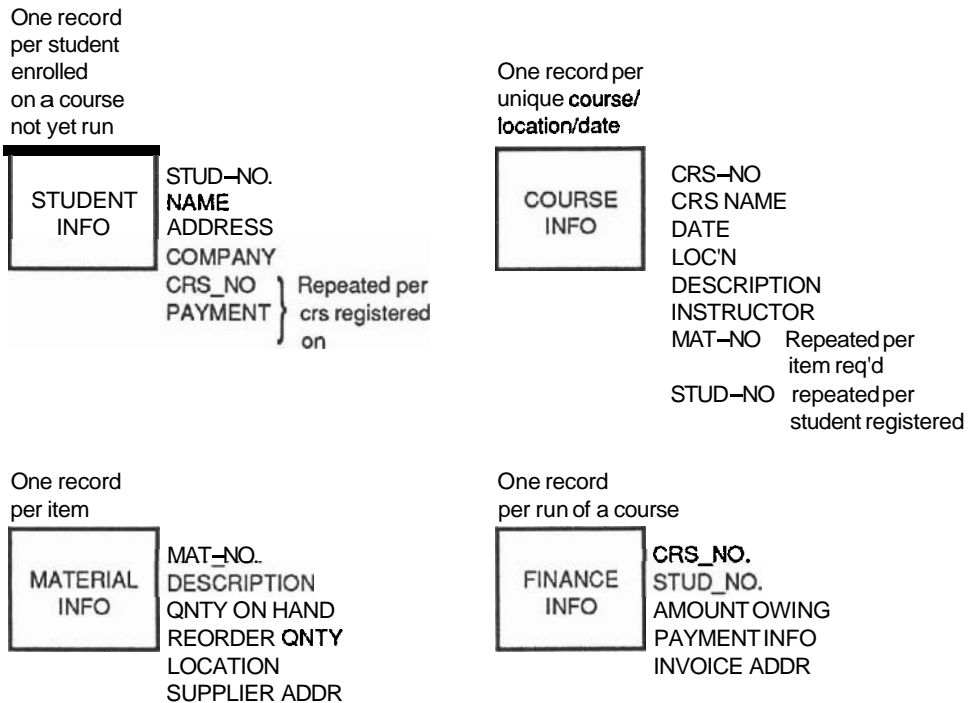 One record
per student
enrolled
on a course
not yet run
STUDENT
INFO
STUD–NO.
NAME
ADDRESS
COMPANY
CRS_NO
PAYMENT
Repeated per
crs registered
on
One record per
unique course/
location/date
COURSE
INFO
CRS–NO
CRS NAME
DATE
LOC'N
DESCRIPTION
INSTRUCTOR
MAT–NO Repeated per
item req'd
STUD–NO repeated per
student registered
One record
per item
MATERIAL
INFO
MAT–NO..
DESCRIPTION
QNTY ON HAND
REORDER QNTY
LOCATION
SUPPLIER ADDR
One record
per run of a course
FINANCE
INFO
CRS_NO.
STUD_NO.
AMOUNT OWING
PAYMENT INFO
INVOICE ADDR